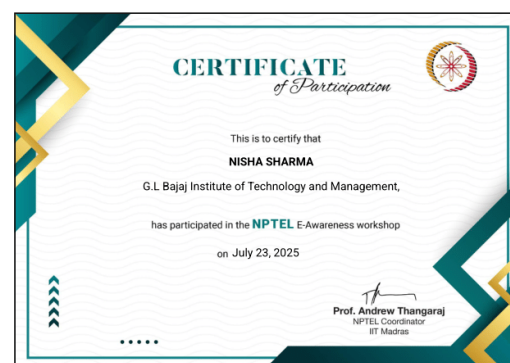 CERTIFICATE
of Participation
This is to certify that
NISHA SHARMA
G.L Bajaj Institute of Technology and Management,
has participated in the NPTEL E-Awareness workshop
on July 23, 2025
Prof. Andrew Thangaraj
NPTEL Coordinator
IIT Madras